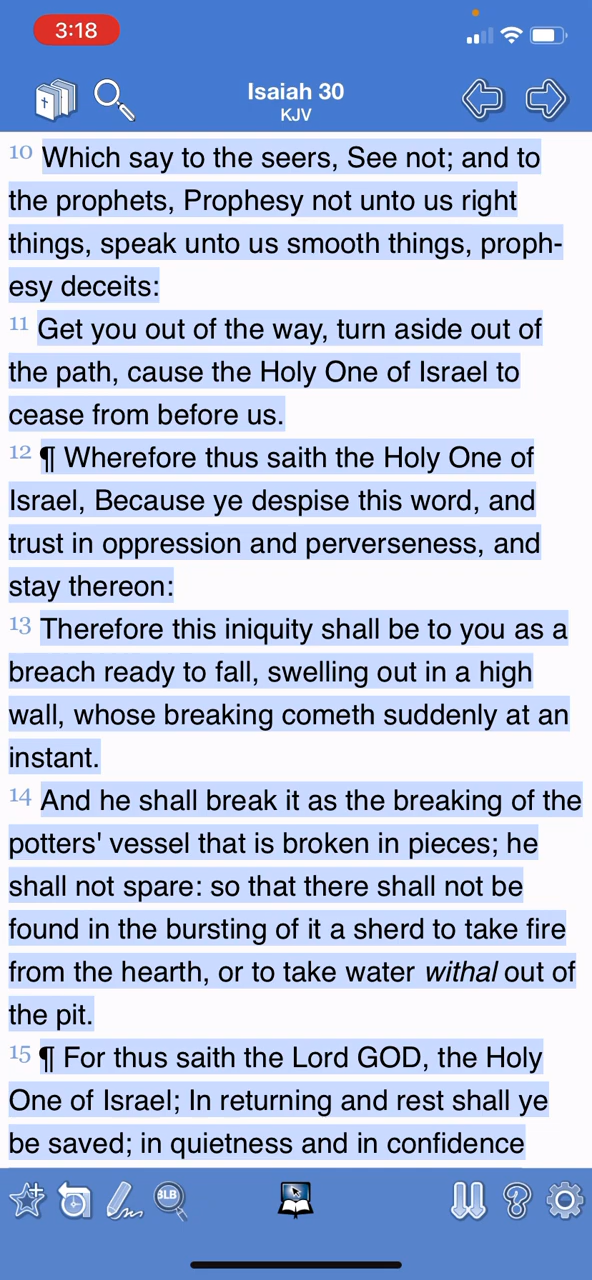 3:18
Isaiah 30
KJV
10 Which say to the seers, See not; and to
the prophets, Prophesy not unto us right
things, speak unto us smooth things, proph-
esy deceits:
11 Get you out of the way, turn aside out of
the path, cause the Holy One of Israel to
cease from before us.
12 ¶ Wherefore thus saith the Holy One of
Israel, Because ye despise this word, and
trust in oppression and perverseness, and
stay thereon:
13 Therefore this iniquity shall be to you as a
breach ready to fall, swelling out in a high
wall, whose breaking cometh suddenly at an
instant.
14 And he shall break it as the breaking of the
potters' vessel that is broken in pieces; he
shall not spare: so that there shall not be
found in the bursting of it a sherd to take fire
from the hearth, or to take water withal out of
the pit.
15 ¶ For thus saith the Lord GOD, the Holy
One of Israel; In returning and rest shall ye
be saved; in quietness and in confidence
BLB